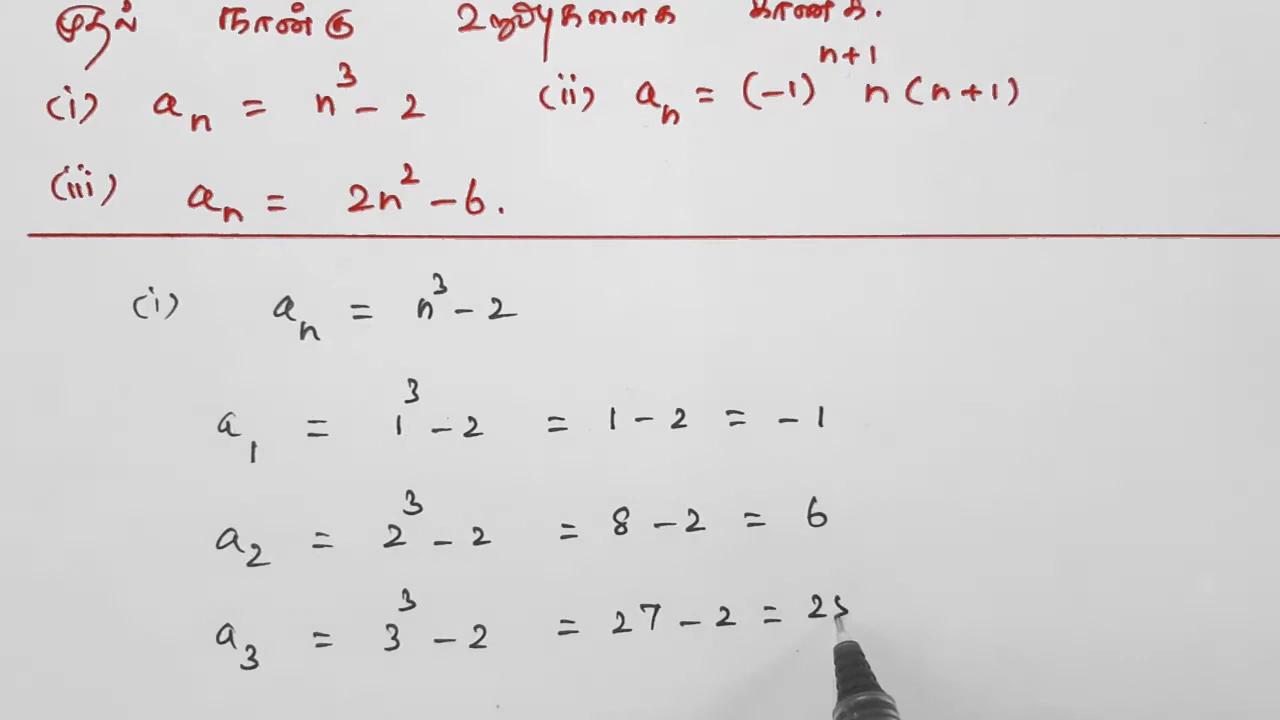 முதல் நான்கு உறுப்புகளைக் காண்க.
(i) aₙ = n³ - 2 (ii) aₙ = (-1)ⁿ⁺¹ n (n+1)
(iii) aₙ = 2n² - 6.
(i) aₙ = n³ - 2
a₁ = 1³ - 2 = 1 - 2 = - 1
a₂ = 2³ - 2 = 8 - 2 = 6
a₃ = 3³ - 2 = 27 - 2 = 25